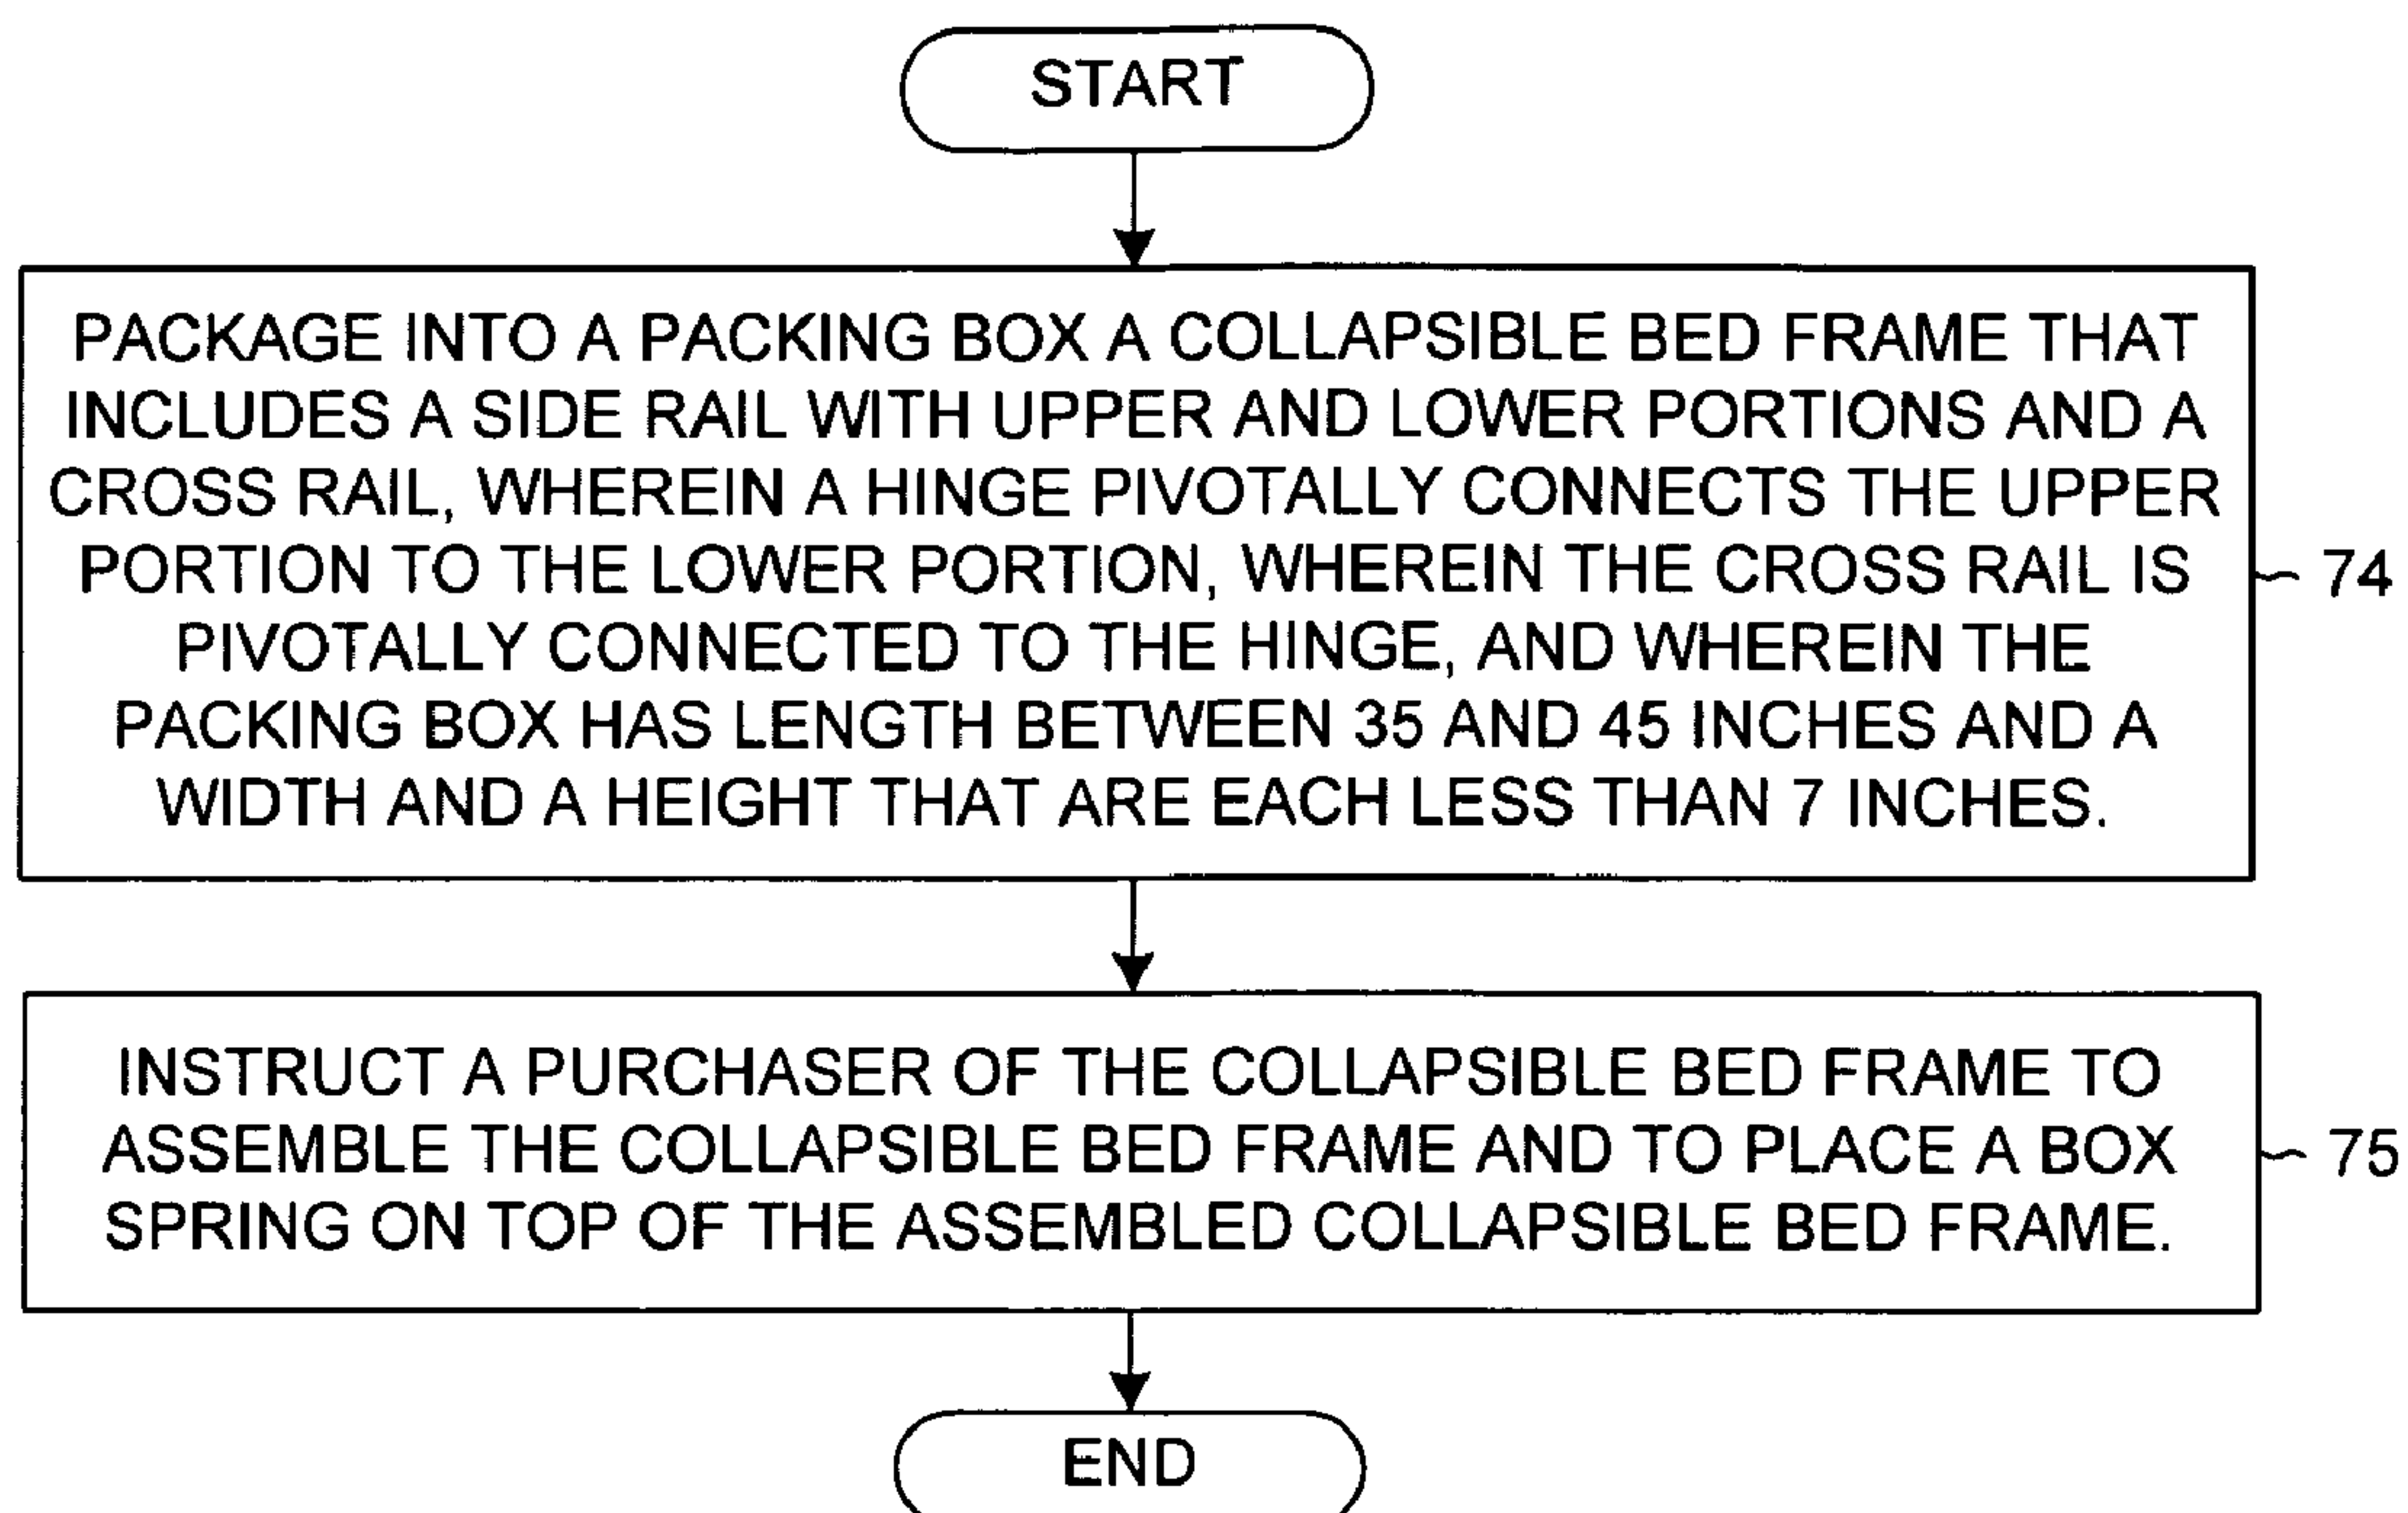 START
PACKAGE INTO A PACKING BOX A COLLAPSIBLE BED FRAME THAT
INCLUDES A SIDE RAIL WITH UPPER AND LOWER PORTIONS AND A
CROSS RAIL, WHEREIN A HINGE PIVOTALLY CONNECTS THE UPPER
PORTION TO THE LOWER PORTION, WHEREIN THE CROSS RAIL IS
PIVOTALLY CONNECTED TO THE HINGE, AND WHEREIN THE
PACKING BOX HAS LENGTH BETWEEN 35 AND 45 INCHES AND A
WIDTH AND A HEIGHT THAT ARE EACH LESS THAN 7 INCHES.
74
INSTRUCT A PURCHASER OF THE COLLAPSIBLE BED FRAME TO
ASSEMBLE THE COLLAPSIBLE BED FRAME AND TO PLACE A BOX
SPRING ON TOP OF THE ASSEMBLED COLLAPSIBLE BED FRAME.
75
END